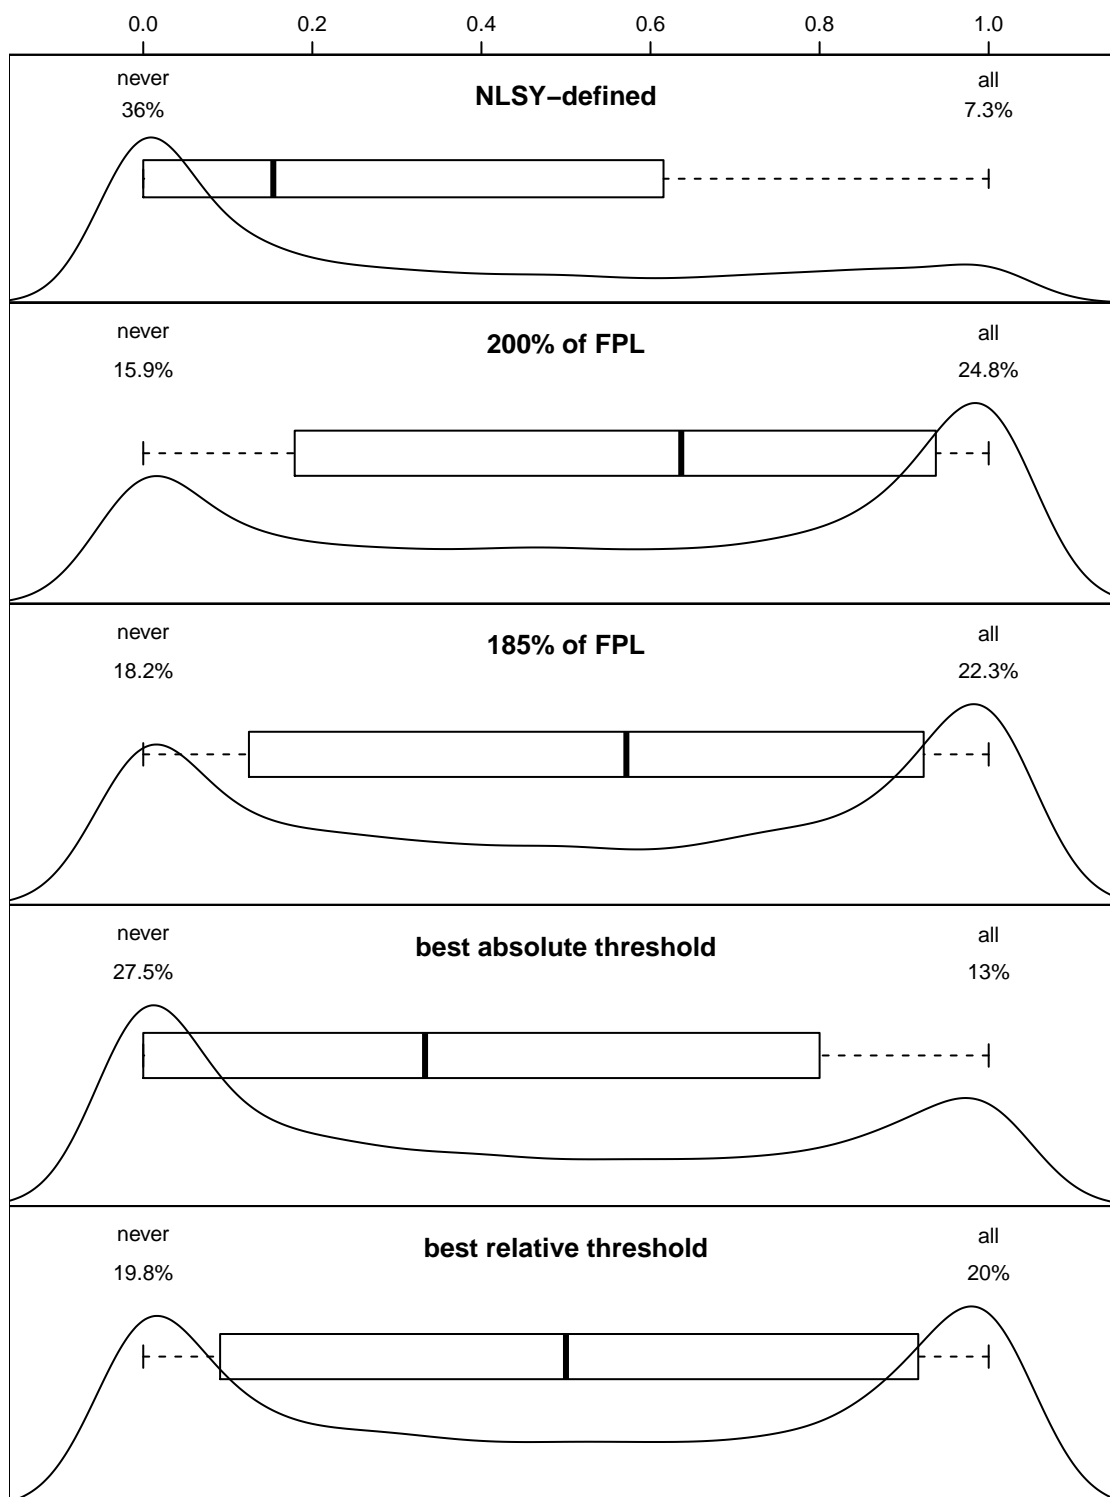 0.0 0.2 0.4 0.6 0.8 1.0
never NLSY−defined all
36% 7.3%
never 200% of FPL all
15.9% 24.8%
never 185% of FPL all
18.2% 22.3%
never best absolute threshold all
27.5% 13%
never best relative threshold all
19.8% 20%